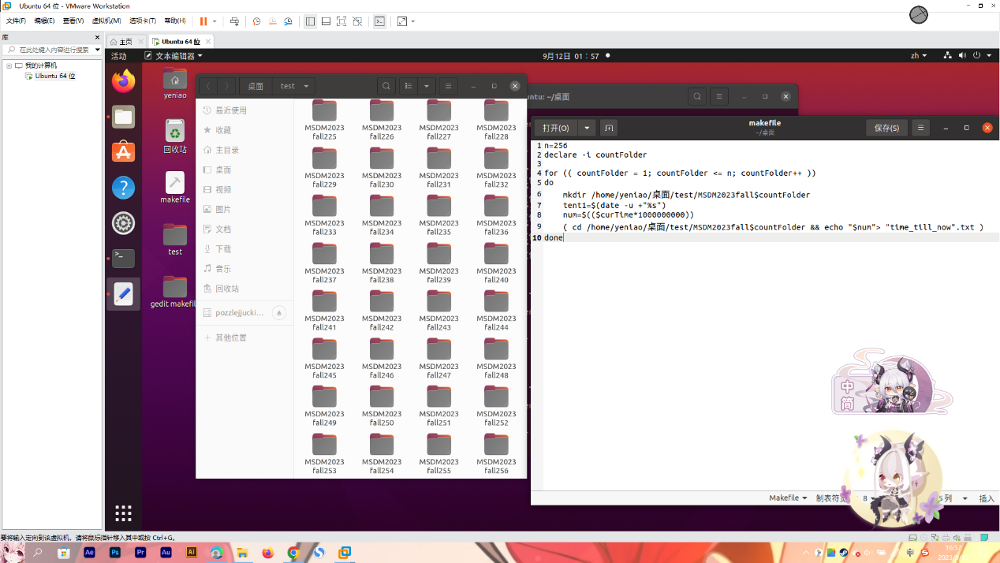 Ubuntu 64 位 - VMware Workstation
文件(F) 编辑(E) 查看(V) 虚拟机(M) 选项卡(T) 帮助(H)
库
在此处键入内容进行搜索
主页
Ubuntu 64 位
我的计算机
Ubuntu 64 位
活动
文本编辑器
9月12日 01：57
zh
yeniao
回收站
makefile
test
gedit makefil
桌面 test
最近使用
收藏
主目录
桌面
视频
图片
文档
下载
音乐
回收站
pozzlejjucki...
其他位置
MSDM2023 MSDM2023 MSDM2023 MSDM2023
fall225 fall226 fall227 fall228
MSDM2023 MSDM2023 MSDM2023 MSDM2023
fall229 fall230 fall231 fall232
MSDM2023 MSDM2023 MSDM2023 MSDM2023
fall233 fall234 fall235 fall236
MSDM2023 MSDM2023 MSDM2023 MSDM2023
fall237 fall238 fall239 fall240
MSDM2023 MSDM2023 MSDM2023 MSDM2023
fall241 fall242 fall243 fall244
MSDM2023 MSDM2023 MSDM2023 MSDM2023
fall245 fall246 fall247 fall248
MSDM2023 MSDM2023 MSDM2023 MSDM2023
fall249 fall250 fall251 fall252
MSDM2023 MSDM2023 MSDM2023 MSDM2023
fall253 fall254 fall255 fall256
ntu: ~/桌面
打开(O)
makefile
~/桌面
保存(S)
1 n=256
2 declare -i countFolder
3
4 for (( countFolder = 1; countFolder <= n; countFolder++ ))
5 do
6 mkdir /home/yeniao/桌面/test/MSDM2023fall$countFolder
7 tent1=$(date -u +"%s")
8 num=$(($curTime*1000000000))
9 ( cd /home/yeniao/桌面/test/MSDM2023fall$countFolder && echo "$num"> "time_till_now".txt )
10 done
中
简
Makefile 制表符宽 8 5 列 插入
要将输入定向到该虚拟机，请将鼠标指针移入其中或按 Ctrl+G。
Ae Ps Pr Au Ai
中
16:57